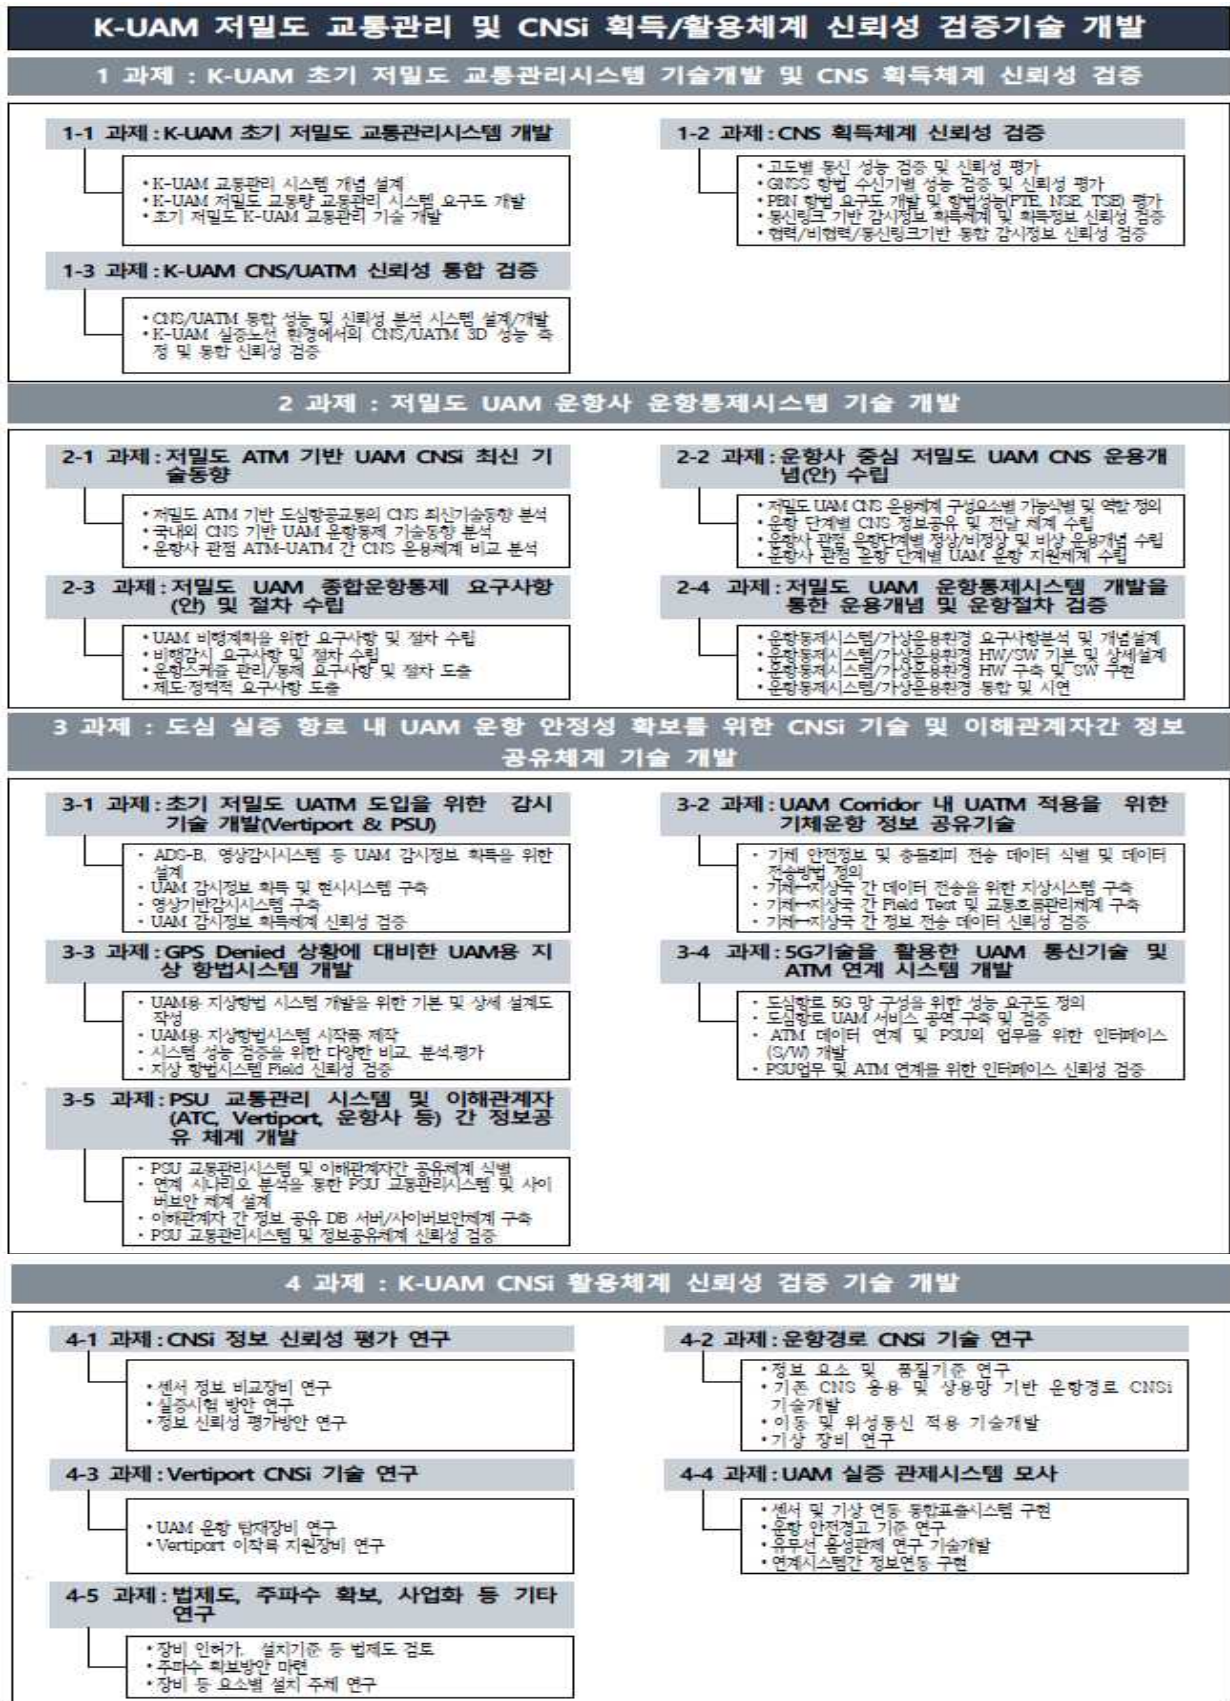 K-UAM 저밀도 교통관리 및 CNSi 획득/활용체계 신뢰성 검증기술 개발
1 과제 : K-UAM 초기 저밀도 교통관리시스템 기술개발 및 CNS 획득체계 신뢰성 검증
1-1 과제:K-UAM 초기 저밀도 교통관리시스템 개발
•K-UAM 교통관리 시스템 개념 설계
•K-UAM 저밀도 교통량 교통관리 시스템 요구도 개발
•초기 저밀도 K-UAM 교통관리 기술 개발
1-2 과제:CNS 획득체계 신뢰성 검증
•고도별 통신 성능 검증 및 신뢰성 평가
•GNSS 항법 수신기별 성능 검증 및 신뢰성 평가
•PBN 항법 요구도 개발 및 항법성능(FTE, NSE, TSE) 평가
•통신링크 기반 감시정보 획득체계 및 획득정보 신뢰성 검증
•협력/비협력/통신링크기반 통합 감시정보 신뢰성 검증
1-3 과제:K-UAM CNS/UATM 신뢰성 통합 검증
•CNS/UATM 통합 성능 및 신뢰성 분석 시스템 설계/개발
•K-UAM 실증노선 환경에서의 CNS/UATM 3D 성능 측
정 및 통합 신뢰성 검증
2 과제 : 저밀도 UAM 운항사 운항통제시스템 기술 개발
2-1 과제:저밀도 ATM 기반 UAM CNSi 최신 기
술동향
•저밀도 ATM 기반 도심항공교통의 CNS 최신기술동향 분석
•국내외 CNS 기반 UAM 운항통제 기술동향 분석
•운항사 관점 ATM-UATM 간 CNS 운용체계 비교 분석
2-2 과제:운항사 중심 저밀도 UAM CNS 운용개
념(안) 수립
•저밀도 UAM CNS 운용체계 구성요소별 기능식별 및 역할 정의
•운항 단계별 CNS 정보공유 및 전달 체계 수립
•운항사 관점 운항단계별 정상/비정상 및 비상 운용개념 수립
•운항사 관점 운항 단계별 UAM 운항 지원체계 수립
2-3 과제:저밀도 UAM 종합운항통제 요구사항
(안) 및 절차 수립
•UAM 비행계획을 위한 요구사항 및 절차 수립
•비행감시 요구사항 및 절차 수립
•운항스케줄 관리/통제 요구사항 및 절차 도출
•제도·정책적 요구사항 도출
2-4 과제:저밀도 UAM 운항통제시스템 개발을
통한 운용개념 및 운항절차 검증
•운항통제시스템/가상운용환경 요구사항분석 및 개념설계
•운항통제시스템/가상운용환경 HW/SW 기본 및 상세설계
•운항통제시스템/가상운용환경 HW 구축 및 SW 구현
•운항통제시스템/가상운용환경 통합 및 시연
3 과제 : 도심 실증 항로 내 UAM 운항 안정성 확보를 위한 CNSi 기술 및 이해관계자간 정보
공유체계 기술 개발
3-1 과제:초기 저밀도 UATM 도입을 위한 감시
기술 개발(Vertiport & PSU)
• ADS-B, 영상감시시스템 등 UAM 감시정보 획득을 위한
설계
• UAM 감시정보 획득 및 현시시스템 구축
• 영상기반감시시스템 구축
• UAM 감시정보 획득체계 신뢰성 검증
3-2 과제:UAM Corridor 내 UATM 적용을 위한
기체운항 정보 공유기술
• 기체 안전정보 및 충돌회피 전송 데이터 식별 및 데이터
전송방법 정의
• 기체↔지상국 간 데이터 전송을 위한 지상시스템 구축
• 기체↔지상국 간 Field Test 및 교통흐름관리체계 구축
• 기체↔지상국 간 정보 전송 데이터 신뢰성 검증
3-3 과제:GPS Denied 상황에 대비한 UAM용 지
상 항법시스템 개발
• UAM용 지상항법 시스템 개발을 위한 기본 및 상세 설계도
작성
• UAM용 지상항법시스템 시작품 제작
• 시스템 성능 검증을 위한 다양한 비교, 분석,평가
• 지상 항법시스템 Field 신뢰성 검증
3-4 과제:5G기술을 활용한 UAM 통신기술 및
ATM 연계 시스템 개발
• 도심항로 5G 망 구성을 위한 성능 요구도 정의
• 도심항로 UAM 서비스 공역 구축 및 검증
• ATM 데이터 연계 및 PSU의 업무를 위한 인터페이스
(S/W) 개발
• PSU업무 및 ATM 연계를 위한 인터페이스 신뢰성 검증
3-5 과제:PSU 교통관리 시스템 및 이해관계자
(ATC, Vertiport, 운항사 등) 간 정보공
유 체계 개발
• PSU 교통관리시스템 및 이해관계자간 공유체계 식별
• 연계 시나리오 분석을 통한 PSU 교통관리시스템 및 사이
버보안 체계 설계
• 이해관계자 간 정보 공유 DB 서버/사이버보안체계 구축
• PSU 교통관리시스템 및 정보공유체계 신뢰성 검증
4 과제 : K-UAM CNSi 활용체계 신뢰성 검증 기술 개발
4-1 과제:CNSi 정보 신뢰성 평가 연구
•센서 정보 비교장비 연구
•실증시험 방안 연구
•정보 신뢰성 평가방안 연구
4-2 과제:운항경로 CNSi 기술 연구
•정보 요소 및 품질기준 연구
•기존 CNS 응용 및 상용망 기반 운항경로 CNSi
기술개발
•이동 및 위성통신 적용 기술개발
•기상 장비 연구
4-3 과제:Vertiport CNSi 기술 연구
•UAM 운항 탑재장비 연구
•Vertiport 이착륙 지원장비 연구
4-4 과제:UAM 실증 관제시스템 모사
•센서 및 기상 연동 통합표출시스템 구현
•운항 안전경고 기준 연구
•유무선 음성관제 연구 기술개발
•연계시스템간 정보연동 구현
4-5 과제:법제도, 주파수 확보, 사업화 등 기타
연구
•장비 인허가, 설치기준 등 법제도 검토
•주파수 확보방안 마련
•장비 등 요소별 설치 주체 연구